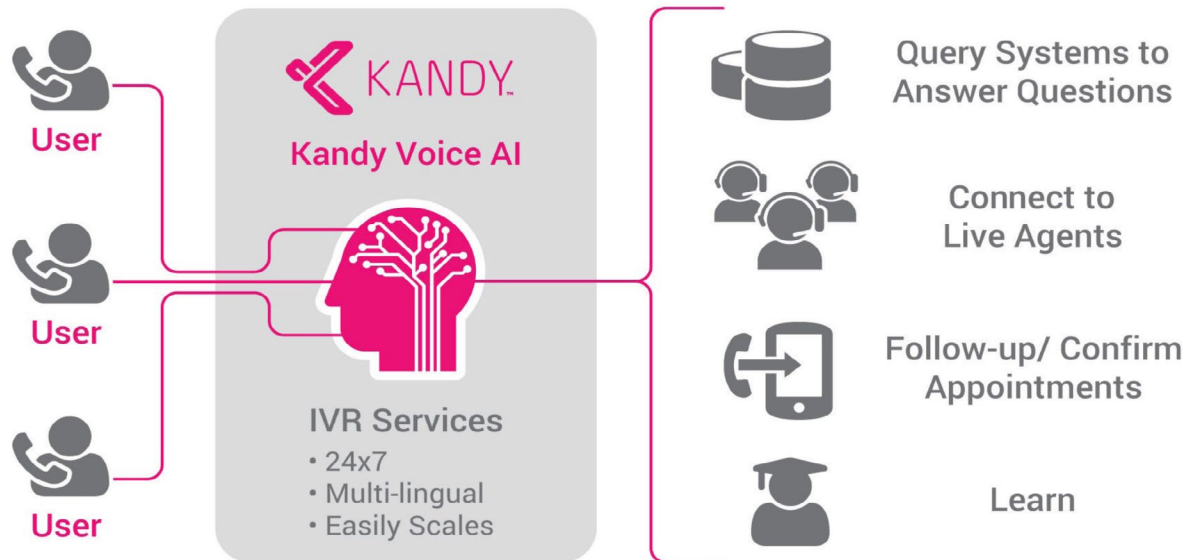 User
User
User
KANDY™
Kandy Voice AI
IVR Services
• 24x7
• Multi-lingual
• Easily Scales
Query Systems to
Answer Questions
Connect to
Live Agents
Follow-up/ Confirm
Appointments
Learn